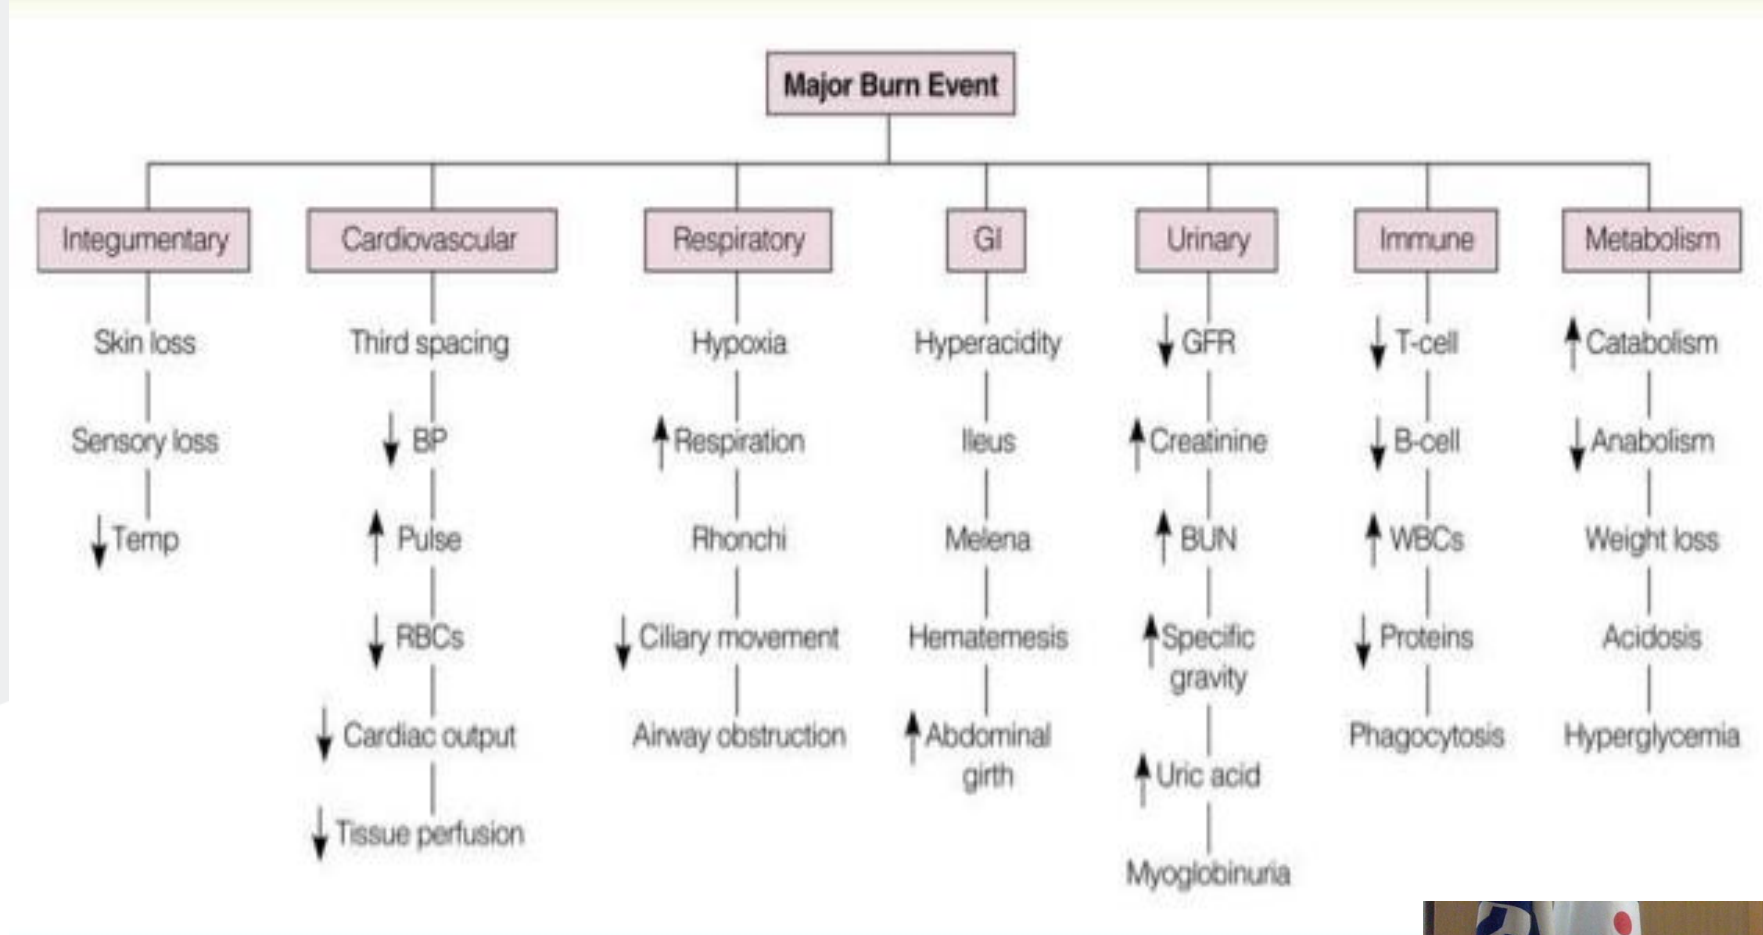 Major Burn Event
Integumentary
Skin loss
Sensory loss
↓ Temp
Cardiovascular
Third spacing
↓ BP
↑ Pulse
↓ RBCs
↓ Cardiac output
↓ Tissue perfusion
Respiratory
Hypoxia
↑ Respiration
Rhonchi
↓ Ciliary movement
Airway obstruction
GI
Hyperacidity
Ileus
Melena
Hematemesis
↑ Abdominal
girth
Urinary
↓ GFR
↑ Creatinine
↑ BUN
↑ Specific
gravity
↑ Uric acid
Myoglobinuria
Immune
↓ T-cell
↓ B-cell
↑ WBCs
↓ Proteins
Phagocytosis
Metabolism
↑ Catabolism
↓ Anabolism
Weight loss
Acidosis
Hyperglycemia